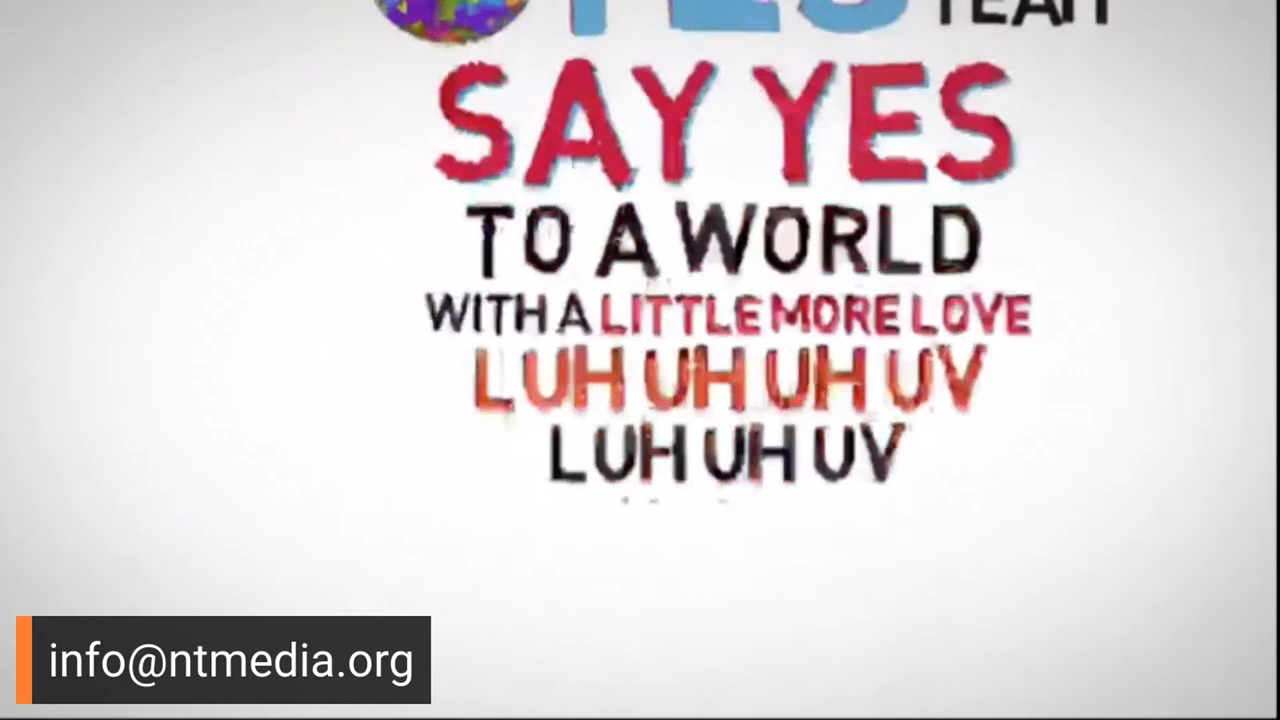 YES YEAH
SAY YES
TO A WORLD
WITH A LITTLE MORE LOVE
LUH UH UH UV
LUH UH UV
info@ntmedia.org